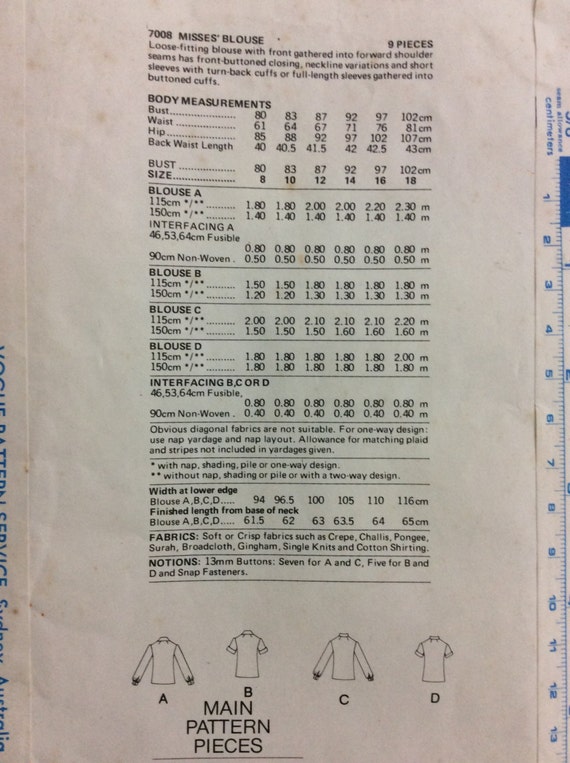 7008 MISSES' BLOUSE 9 PIECES
Loose-fitting blouse with front gathered into forward shoulder
seams has front-buttoned closing, neckline variations and short
sleeves with turn-back cuffs or full-length sleeves gathered into
buttoned cuffs.
BODY MEASUREMENTS
Bust....................... 80 83 87 92 97 102cm
Waist..................... 61 64 67 71 76 81cm
Hip......................... 85 88 92 97 102 107cm
Back Waist Length 40 40.5 41.5 42 42.5 43cm
BUST ...................... 80 83 87 92 97 102cm
SIZE........................ 8 10 12 14 16 18
BLOUSE A
115cm */** .......... 1.80 1.80 2.00 2.00 2.20 2.30 m
150cm */** .......... 1.40 1.40 1.40 1.40 1.40 1.40 m
INTERFACING A
46,53,64cm Fusible
0.80 0.80 0.80 0.80 0.80 0.80 m
90cm Non-Woven . 0.50 0.50 0.50 0.50 0.50 0.50 m
BLOUSE B
115cm */** .......... 1.50 1.50 1.80 1.80 1.80 1.80 m
150cm */** .......... 1.20 1.20 1.30 1.30 1.30 1.30 m
BLOUSE C
115cm */** .......... 2.00 2.00 2.10 2.10 2.10 2.20 m
150cm */** .......... 1.50 1.50 1.50 1.60 1.60 1.60 m
BLOUSE D
115cm */** .......... 1.80 1.80 1.80 1.80 1.80 2.00 m
150cm */** .......... 1.80 1.80 1.80 1.80 1.80 1.80 m
INTERFACING B,C OR D
46,53,64cm Fusible,
0.80 0.80 0.80 0.80 0.80 0.80 m
90cm Non-Woven . 0.40 0.40 0.40 0.40 0.40 0.40 m
Obvious diagonal fabrics are not suitable. For one-way design:
use nap yardage and nap layout. Allowance for matching plaid
and stripes not included in yardages given.
* with nap, shading, pile or one-way design.
** without nap, shading or pile or with a two-way design.
Width at lower edge
Blouse A,B,C,D..... 94 96.5 100 105 110 116cm
Finished length from base of neck
Blouse A,B,C,D..... 61.5 62 63 63.5 64 65cm
FABRICS: Soft or Crisp fabrics such as Crepe, Challis, Pongee,
Surah, Broadcloth, Gingham, Single Knits and Cotton Shirting.
NOTIONS: 13mm Buttons: Seven for A and C, Five for B and
D and Snap Fasteners.
A B C D
MAIN
PATTERN
PIECES
VOGUE PATTERN SERVICE Sydney Australia
seam allowance
centimeters
5/8
1
2
3
4
5
6
7
8
9
10
11
12
13
1
2
3
4
5